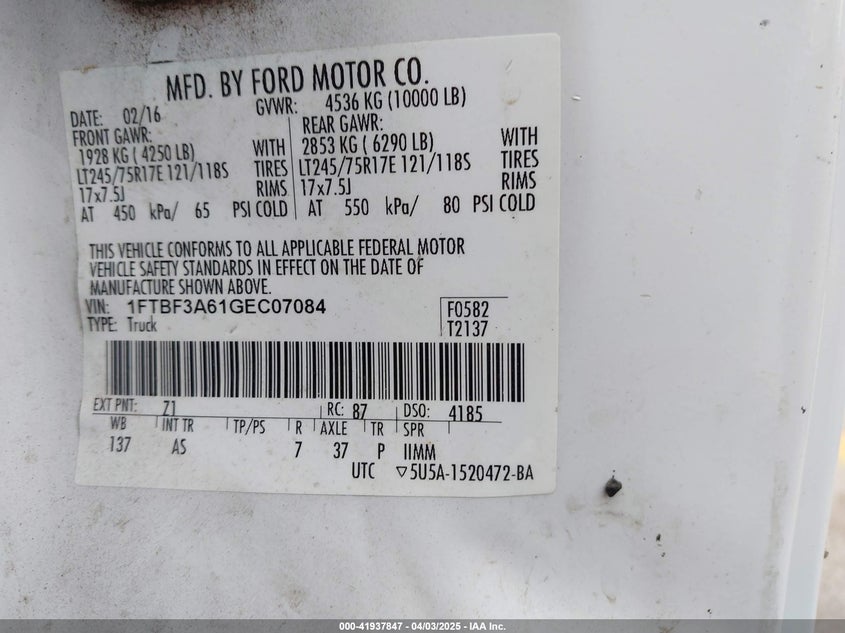 MFD. BY FORD MOTOR CO.
DATE: 02/16 GVWR: 4536 KG (10000 LB)
FRONT GAWR: REAR GAWR:
1928 KG ( 4250 LB) WITH 2853 KG ( 6290 LB) WITH
LT245/75R17E 121/118S TIRES LT245/75R17E 121/118S TIRES
17x7.5J RIMS 17x7.5J RIMS
AT 450 kPa/ 65 PSI COLD AT 550 kPa/ 80 PSI COLD
THIS VEHICLE CONFORMS TO ALL APPLICABLE FEDERAL MOTOR
VEHICLE SAFETY STANDARDS IN EFFECT ON THE DATE OF
MANUFACTURE SHOWN ABOVE.
VIN: 1FTBF3A61GEC07084 F0582
TYPE: Truck T2137
EXT PNT: Z1 RC: 87 DSO: 4185
WB INT TR TP/PS R AXLE TR SPR
137 AS 7 37 P IIMM
UTC ▽5U5A-1520472-BA
000-41937847 - 04/03/2025 - IAA Inc.